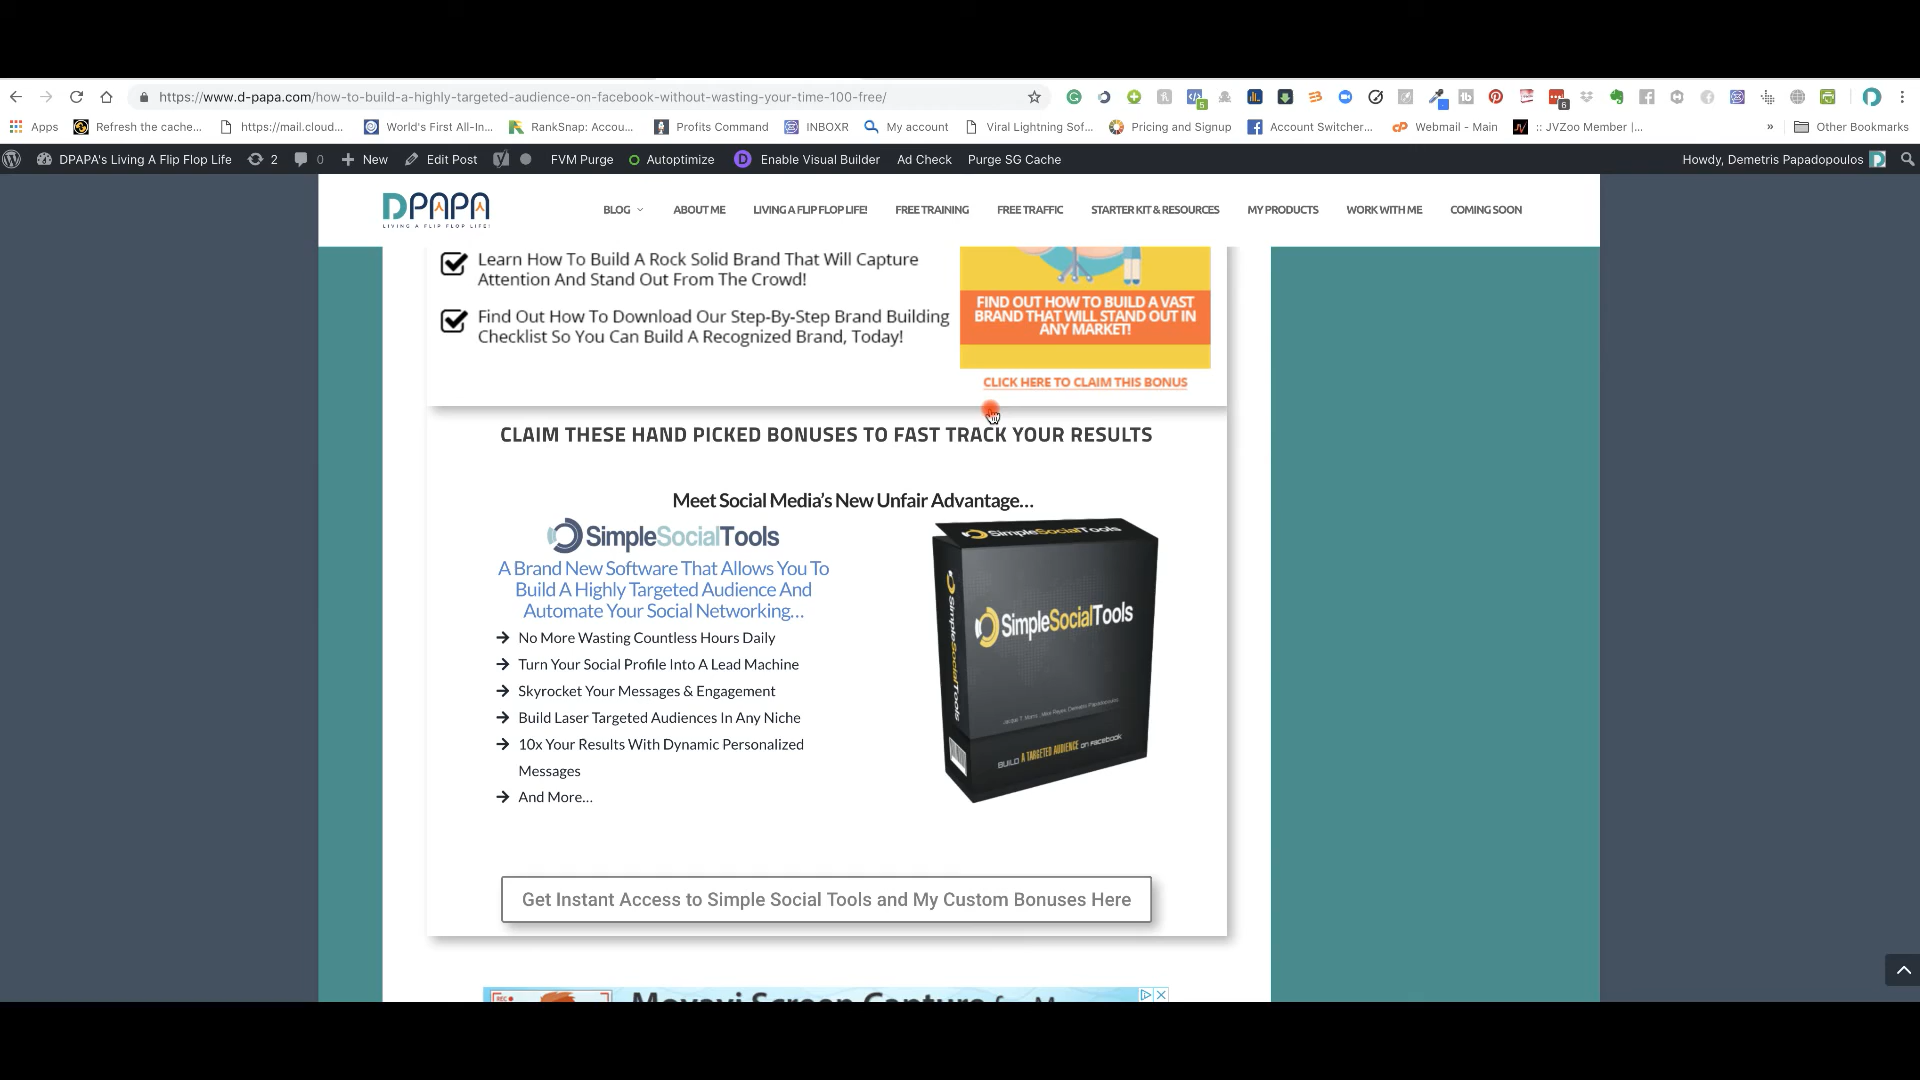 https://www.d-papa.com/how-to-build-a-highly-targeted-audience-on-facebook-without-wasting-your-time-100-free/
Apps Refresh the cache... https://mail.cloud... World's First All-In... RankSnap: Accou... Profits Command INBOXR My account Viral Lightning Sof... Pricing and Signup Account Switcher... Webmail - Main :: JVZoo Member |... » Other Bookmarks
DPAPA's Living A Flip Flop Life 2 0 New Edit Post FVM Purge Autoptimize Enable Visual Builder Ad Check Purge SG Cache Howdy, Demetris Papadopoulos
DPAPA
LIVING A FLIP FLOP LIFE!
BLOG ABOUT ME LIVING A FLIP FLOP LIFE! FREE TRAINING FREE TRAFFIC STARTER KIT & RESOURCES MY PRODUCTS WORK WITH ME COMING SOON
Learn How To Build A Rock Solid Brand That Will Capture
Attention And Stand Out From The Crowd!
Find Out How To Download Our Step-By-Step Brand Building
Checklist So You Can Build A Recognized Brand, Today!
FIND OUT HOW TO BUILD A VAST
BRAND THAT WILL STAND OUT IN
ANY MARKET!
CLICK HERE TO CLAIM THIS BONUS
CLAIM THESE HAND PICKED BONUSES TO FAST TRACK YOUR RESULTS
Meet Social Media's New Unfair Advantage...
SimpleSocialTools
A Brand New Software That Allows You To
Build A Highly Targeted Audience And
Automate Your Social Networking...
No More Wasting Countless Hours Daily
Turn Your Social Profile Into A Lead Machine
Skyrocket Your Messages & Engagement
Build Laser Targeted Audiences In Any Niche
10x Your Results With Dynamic Personalized
Messages
And More...
SimpleSocialTools
SimpleSocialTools
SimpleSocialTools
BUILD A TARGETED AUDIENCE on FACEBOOK
Get Instant Access to Simple Social Tools and My Custom Bonuses Here
REC
Movavi Screen Capture for M